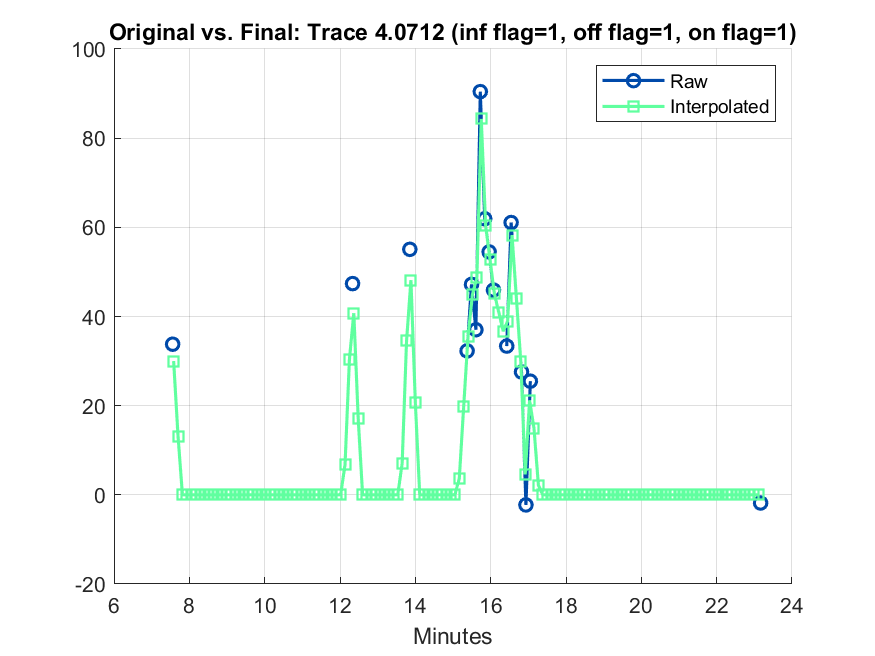 Original vs. Final: Trace 4.0712 (inf flag=1, off flag=1, on flag=1)
100
80
60
40
20
0
-20
Raw
Interpolated
6 8 10 12 14 16 18 20 22 24
Minutes